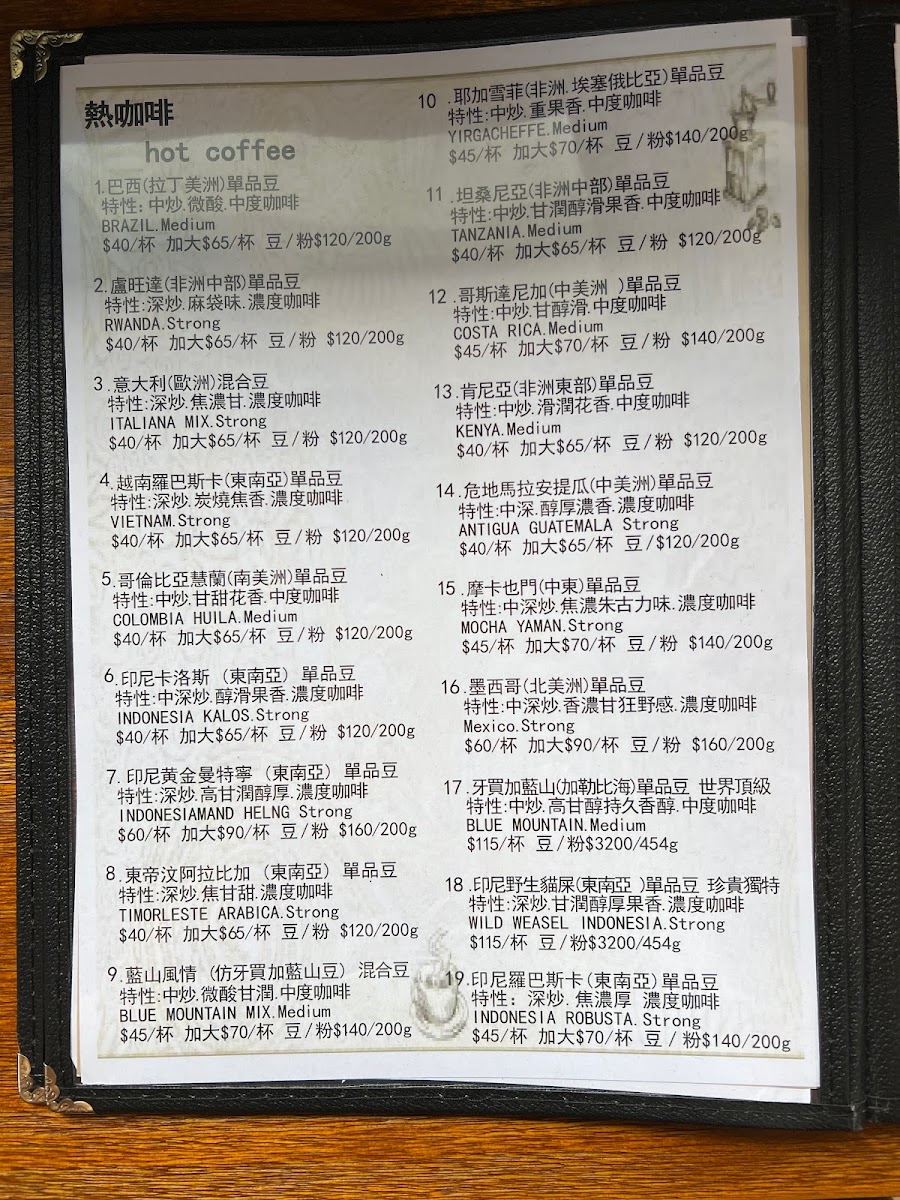 熱咖啡
hot coffee
1.巴西(拉丁美洲)單品豆
特性:中炒.微酸.中度咖啡
BRAZIL.Medium
$40/杯 加大$65/杯 豆/粉$120/200g
2.盧旺達(非洲中部)單品豆
特性:深炒.麻袋味.濃度咖啡
RWANDA.Strong
$40/杯 加大$65/杯 豆/粉 $120/200g
3.意大利(歐洲)混合豆
特性:深炒.焦濃甘.濃度咖啡
ITALIANA MIX.Strong
$40/杯 加大$65/杯 豆/粉 $120/200g
4.越南羅巴斯卡(東南亞)單品豆
特性:深炒.炭燒焦香.濃度咖啡
VIETNAM.Strong
$40/杯 加大$65/杯 豆/粉 $120/200g
5.哥倫比亞慧蘭(南美洲)單品豆
特性:中炒.甘甜花香.中度咖啡
COLOMBIA HUILA.Medium
$40/杯 加大$65/杯 豆/粉 $120/200g
6.印尼卡洛斯 (東南亞) 單品豆
特性:中深炒.醇滑果香.濃度咖啡
INDONESIA KALOS.Strong
$40/杯 加大$65/杯 豆/粉 $120/200g
7.印尼黃金曼特寧 (東南亞) 單品豆
特性:深炒.高甘潤醇厚.濃度咖啡
INDONESIAMAND HELNG Strong
$60/杯 加大$90/杯 豆/粉 $160/200g
8.東帝汶阿拉比加 (東南亞) 單品豆
特性:深炒.焦甘甜.濃度咖啡
TIMORLESTE ARABICA.Strong
$40/杯 加大$65/杯 豆/粉 $120/200g
9.藍山風情 (仿牙買加藍山豆) 混合豆
特性:中炒.微酸甘潤.中度咖啡
BLUE MOUNTAIN MIX.Medium
$45/杯 加大$70/杯 豆/粉$140/200g
10 .耶加雪菲(非洲.埃塞俄比亞)單品豆
特性:中炒.重果香.中度咖啡
YIRGACHEFFE.Medium
$45/杯 加大$70/杯 豆/粉$140/200g
11 .坦桑尼亞(非洲中部)單品豆
特性:中炒.甘潤醇滑果香.中度咖啡
TANZANIA.Medium
$40/杯 加大$65/杯 豆/粉 $120/200g
12 .哥斯達尼加(中美洲 )單品豆
特性:中炒.甘醇滑.中度咖啡
COSTA RICA.Medium
$45/杯 加大$70/杯 豆/粉 $140/200g
13 .肯尼亞(非洲東部)單品豆
特性:中炒.滑潤花香.中度咖啡
KENYA.Medium
$40/杯 加大$65/杯 豆/粉 $120/200g
14 .危地馬拉安提瓜(中美洲)單品豆
特性:中深.醇厚濃香.濃度咖啡
ANTIGUA GUATEMALA Strong
$40/杯 加大$65/杯 豆/$120/200g
15 .摩卡也門(中東)單品豆
特性:中深炒.焦濃朱古力味.濃度咖啡
MOCHA YAMAN.Strong
$45/杯 加大$70/杯 豆/粉 $140/200g
16 .墨西哥(北美洲)單品豆
特性:中深炒.香濃甘狂野感.濃度咖啡
Mexico.Strong
$60/杯 加大$90/杯 豆/粉 $160/200g
17 .牙買加藍山(加勒比海)單品豆 世界頂級
特性:中炒.高甘醇持久香醇.中度咖啡
BLUE MOUNTAIN.Medium
$115/杯 豆/粉$3200/454g
18 .印尼野生貓屎(東南亞 )單品豆 珍貴獨特
特性:深炒.甘潤醇厚果香.濃度咖啡
WILD WEASEL INDONESIA.Strong
$115/杯 豆/粉$3200/454g
19.印尼羅巴斯卡(東南亞)單品豆
特性: 深炒. 焦濃厚 濃度咖啡
INDONESIA ROBUSTA. Strong
$45/杯 加大$70/杯 豆/粉$140/200g